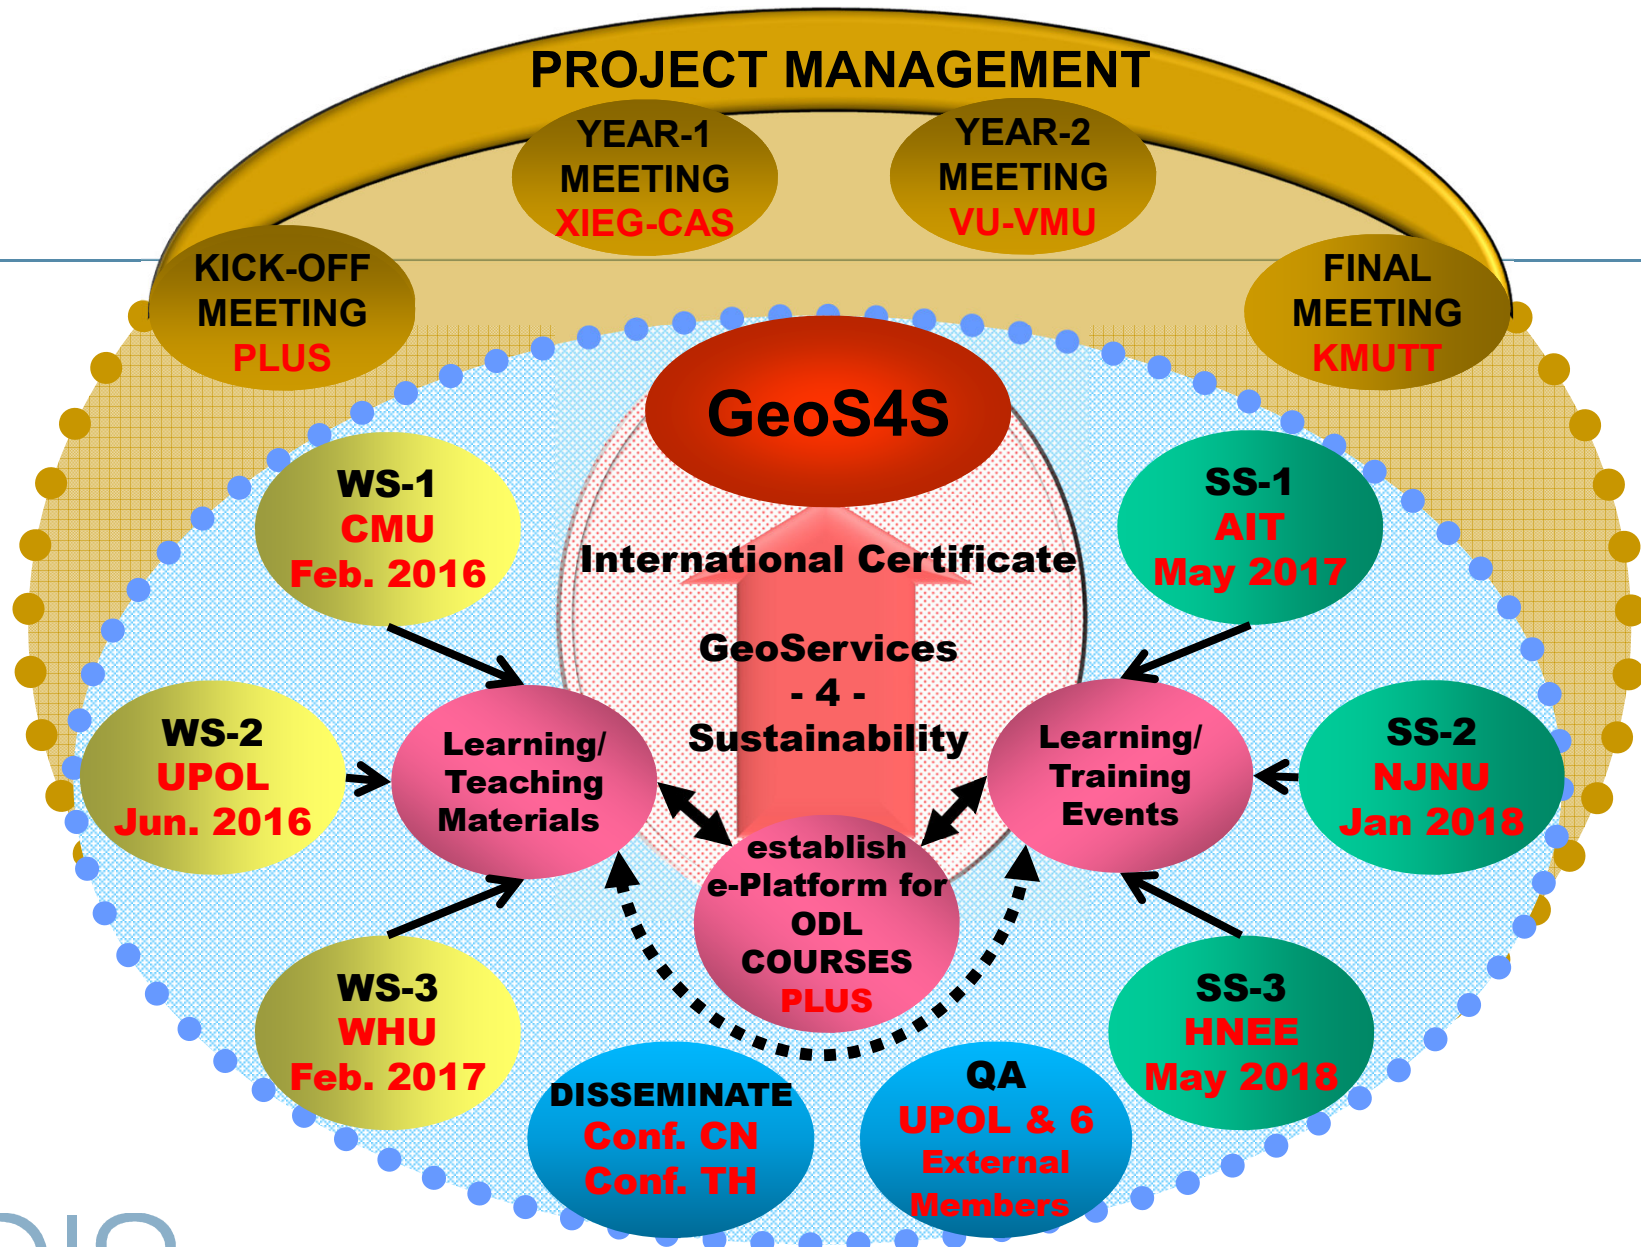 PROJECT MANAGEMENT
YEAR-1
MEETING
XIEG-CAS
YEAR-2
MEETING
VU-VMU
KICK-OFF
MEETING
PLUS
FINAL
MEETING
KMUTT
GeoS4S
WS-1
CMU
Feb. 2016
SS-1
AIT
May 2017
International Certificate
GeoServices
- 4 -
Sustainability
WS-2
UPOL
Jun. 2016
Learning/
Teaching
Materials
Learning/
Training
Events
SS-2
NJNU
Jan 2018
establish
e-Platform for
ODL
COURSES
PLUS
WS-3
WHU
Feb. 2017
SS-3
HNEE
May 2018
DISSEMINATE
Conf. CN
Conf. TH
QA
UPOL & 6
External
Members